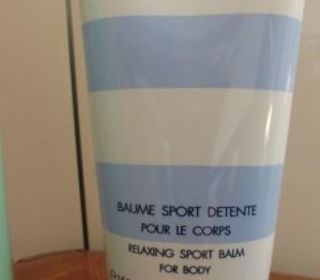 BAUME SPORT DETENTE
POUR LE CORPS
RELAXING SPORT BALM
FOR BODY